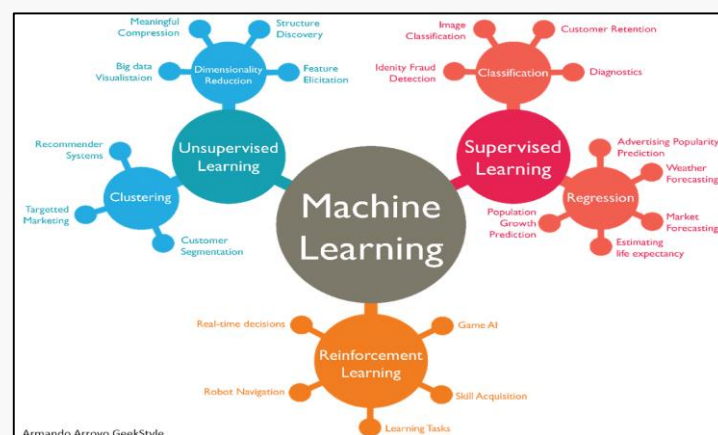 Meaningful
Compression
Structure
Discovery
Big data
Visualistaion
Dimensionality
Reduction
Feature
Elicitation
Recommender
Systems
Unsupervised
Learning
Targetted
Marketing
Clustering
Customer
Segmentation
Machine
Learning
Image
Classification
Customer Retention
Idenity Fraud
Detection
Classification
Diagnostics
Supervised
Learning
Advertising Popularity
Prediction
Weather
Forecasting
Regression
Population
Growth
Prediction
Market
Forecasting
Estimating
life expectancy
Real-time decisions
Game AI
Reinforcement
Learning
Robot Navigation
Skill Acquisition
Learning Tasks
Armando Arroyo GeekStyle